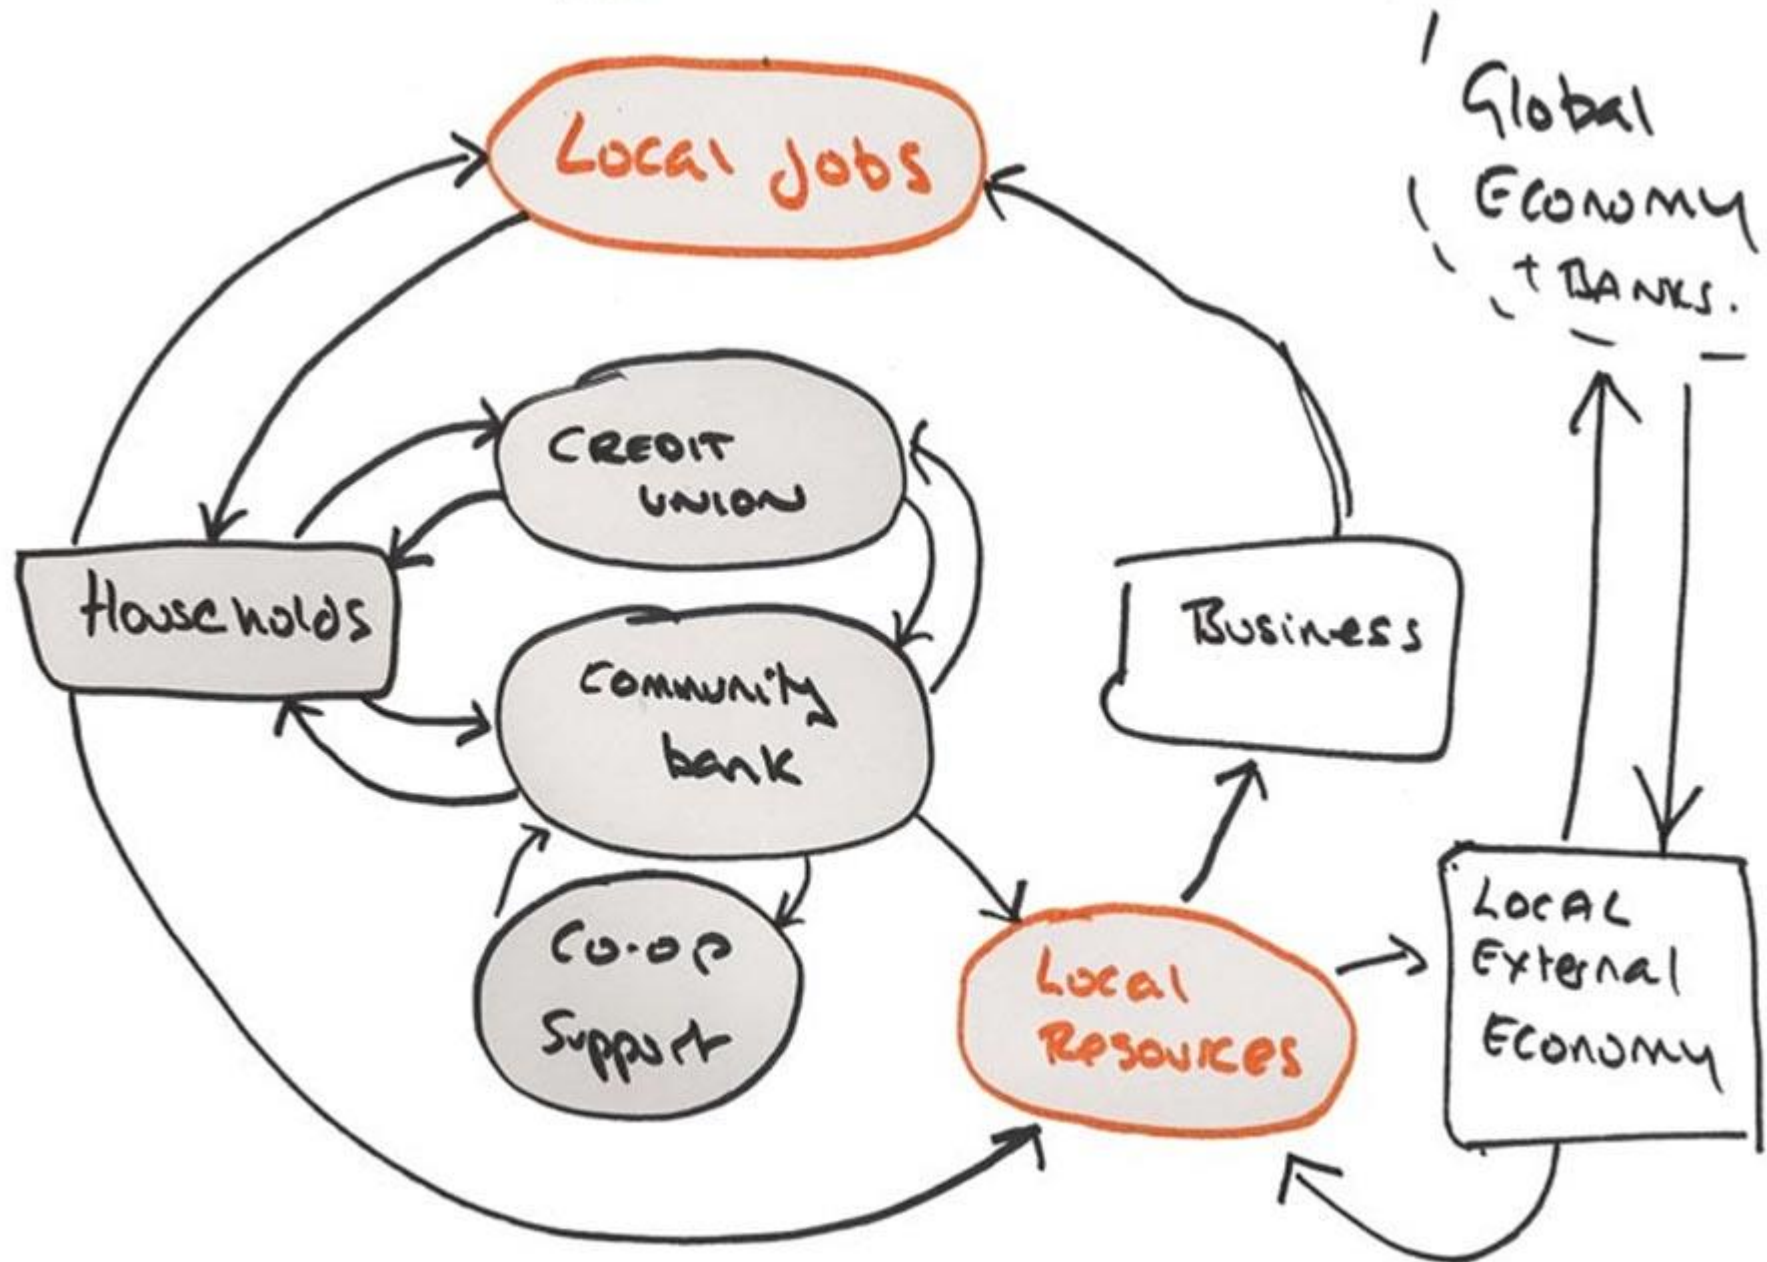 Local jobs
Global
Economy
+ BANKS.
CREDIT
UNION
Households
Business
Community
bank
Co-op
Support
Local
Resources
LOCAL
External
Economy